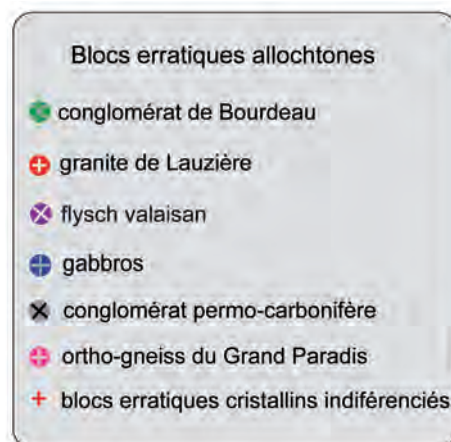 Blocs erratiques allochtones
conglomérat de Bourdeau
granite de Lauzière
flysch valaisan
gabbros
conglomérat permo-carbonifère
ortho-gneiss du Grand Paradis
blocs erratiques cristallins indiférenciés